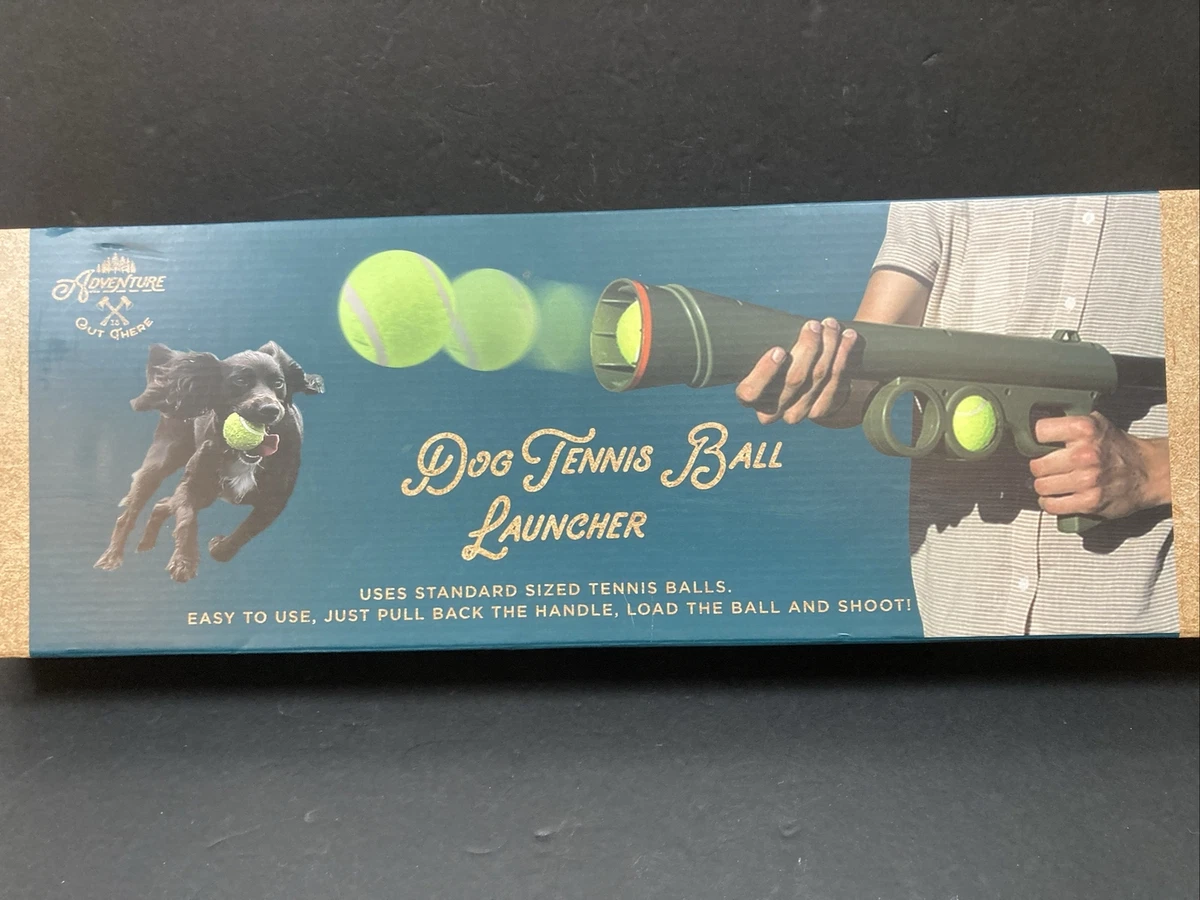 ADVENTURE
IS
OUT THERE
DOG TENNIS BALL
LAUNCHER
USES STANDARD SIZED TENNIS BALLS.
EASY TO USE, JUST PULL BACK THE HANDLE, LOAD THE BALL AND SHOOT!